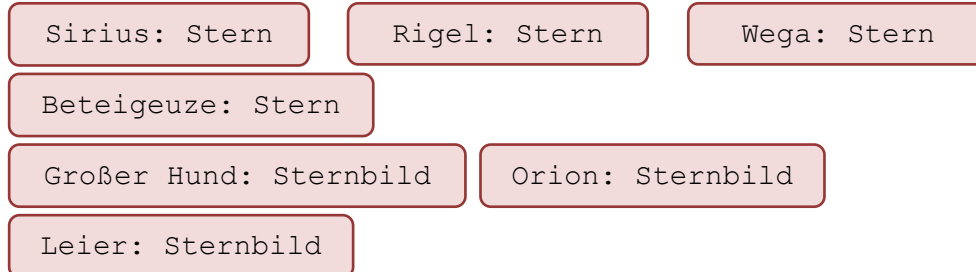 Sirius: Stern Rigel: Stern Wega: Stern
Beteigeuze: Stern
Großer Hund: Sternbild Orion: Sternbild
Leier: Sternbild